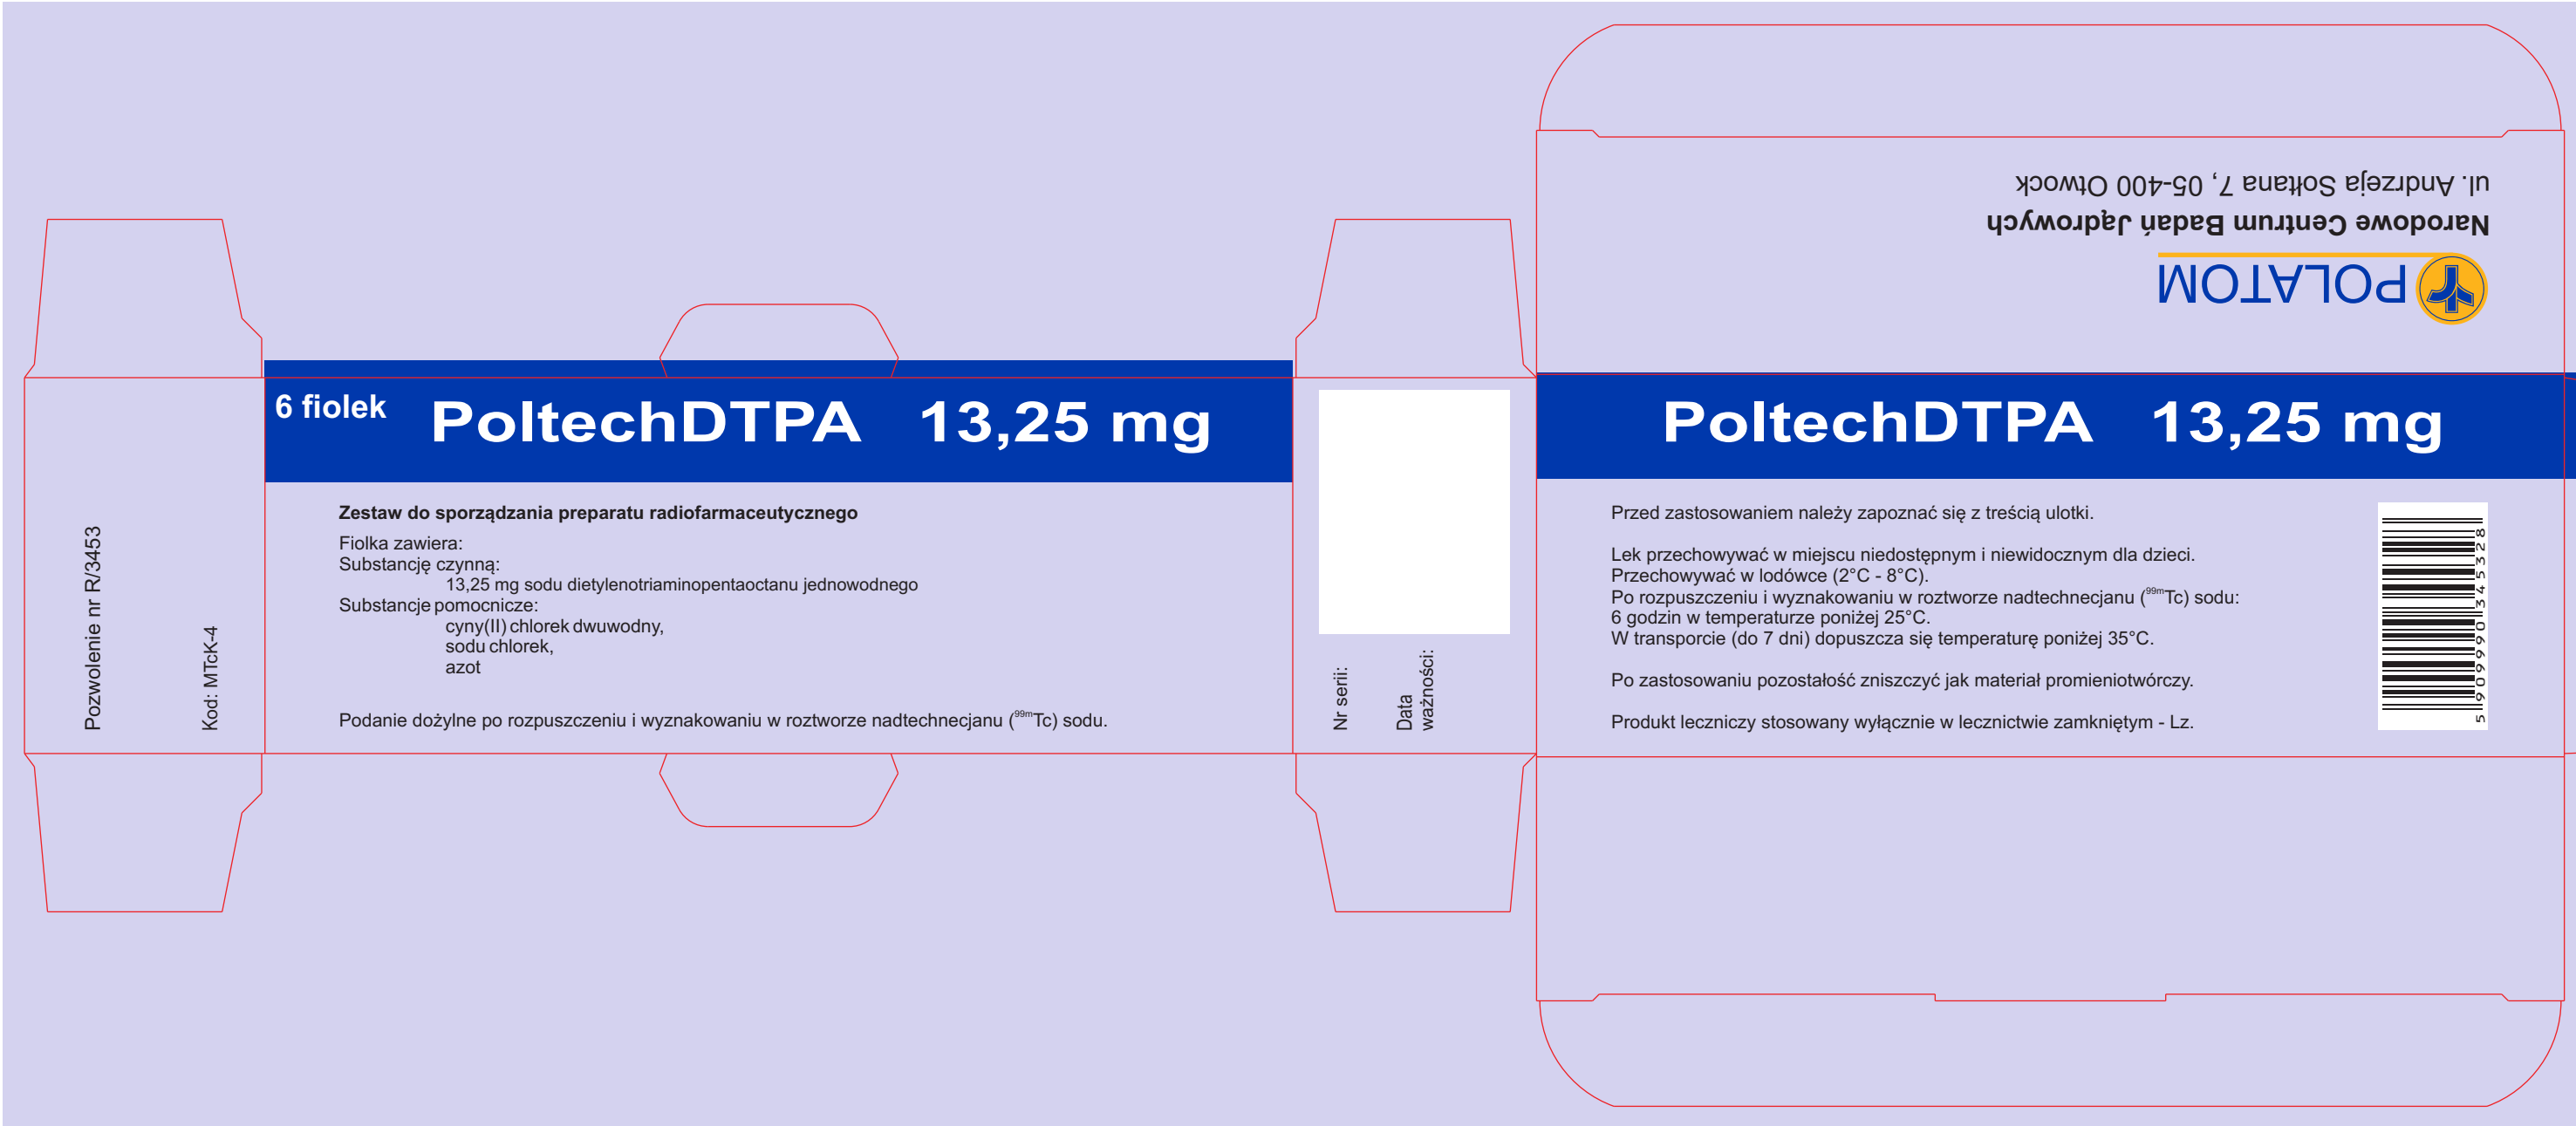 Pozwolenie nr R/3453
Kod: MTcK-4
6 fiolek
PoltechDTPA 13,25 mg
Zestaw do sporządzania preparatu radiofarmaceutycznego
Fiolka zawiera:
Substancję czynną:
13,25 mg sodu dietylenotriaminopentaoctanu jednowodnego
Substancje pomocnicze:
cyny(II) chlorek dwuwodny,
sodu chlorek,
azot
Podanie dożylne po rozpuszczeniu i wyznakowaniu w roztworze nadtechnecjanu (⁹⁹ᵐTc) sodu.
Nr serii:
Data
ważności:
POLATOM
Narodowe Centrum Badań Jądrowych
ul. Andrzeja Sołtana 7, 05-400 Otwock
PoltechDTPA 13,25 mg
Przed zastosowaniem należy zapoznać się z treścią ulotki.
Lek przechowywać w miejscu niedostępnym i niewidocznym dla dzieci.
Przechowywać w lodówce (2°C - 8°C).
Po rozpuszczeniu i wyznakowaniu w roztworze nadtechnecjanu (⁹⁹ᵐTc) sodu:
6 godzin w temperaturze poniżej 25°C.
W transporcie (do 7 dni) dopuszcza się temperaturę poniżej 35°C.
Po zastosowaniu pozostałość zniszczyć jak materiał promieniotwórczy.
Produkt leczniczy stosowany wyłącznie w lecznictwie zamkniętym - Lz.
5909990345328